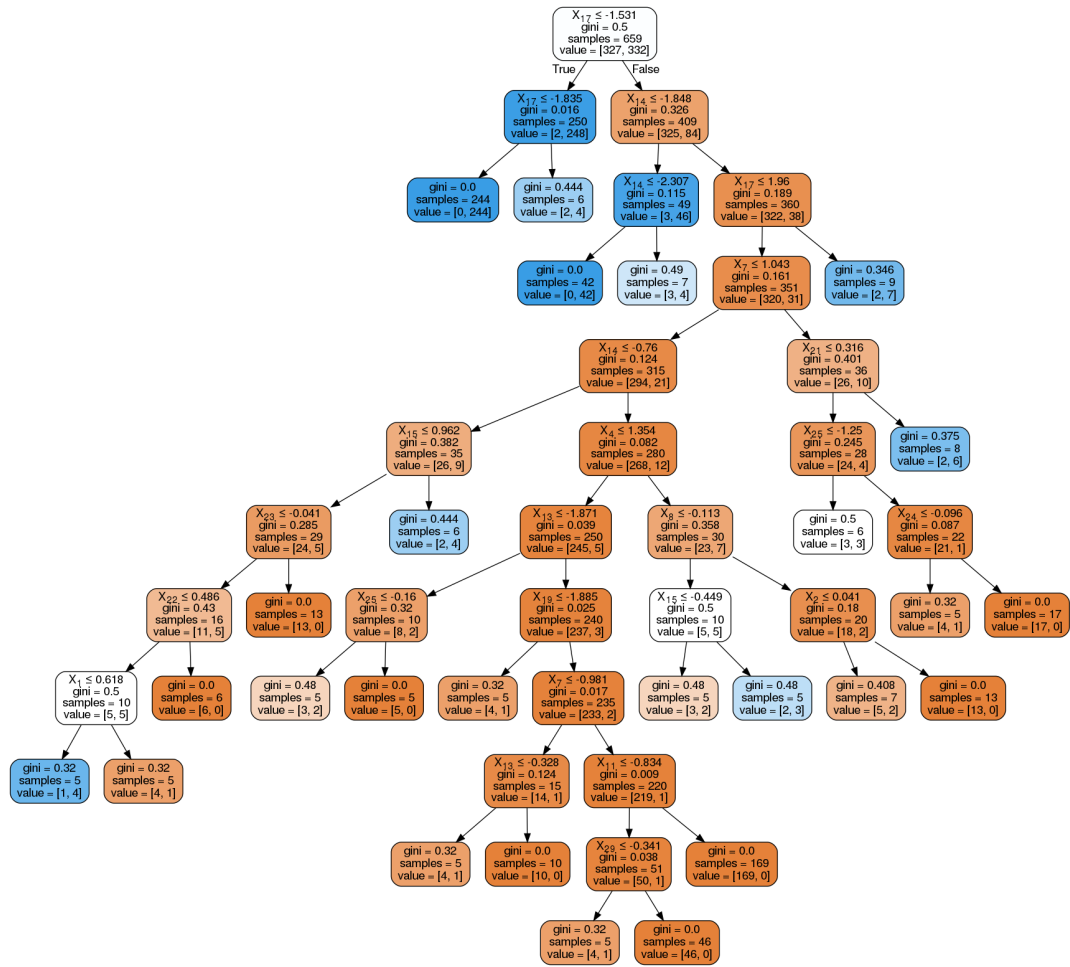 X17 ≤ -1.531
gini = 0.5
samples = 659
value = [327, 332]
True
False
X17 ≤ -1.835
gini = 0.016
samples = 250
value = [2, 248]
X14 ≤ -1.848
gini = 0.326
samples = 409
value = [325, 84]
gini = 0.0
samples = 244
value = [0, 244]
gini = 0.444
samples = 6
value = [2, 4]
X14 ≤ -2.307
gini = 0.115
samples = 49
value = [3, 46]
X17 ≤ 1.96
gini = 0.189
samples = 360
value = [322, 38]
gini = 0.0
samples = 42
value = [0, 42]
gini = 0.49
samples = 7
value = [3, 4]
X7 ≤ 1.043
gini = 0.161
samples = 351
value = [320, 31]
gini = 0.346
samples = 9
value = [2, 7]
X14 ≤ -0.76
gini = 0.124
samples = 315
value = [294, 21]
X21 ≤ 0.316
gini = 0.401
samples = 36
value = [26, 10]
X15 ≤ 0.962
gini = 0.382
samples = 35
value = [26, 9]
X4 ≤ 1.354
gini = 0.082
samples = 280
value = [268, 12]
X25 ≤ -1.25
gini = 0.245
samples = 28
value = [24, 4]
gini = 0.375
samples = 8
value = [2, 6]
X23 ≤ -0.041
gini = 0.285
samples = 29
value = [24, 5]
gini = 0.444
samples = 6
value = [2, 4]
X13 ≤ -1.871
gini = 0.039
samples = 250
value = [245, 5]
X8 ≤ -0.113
gini = 0.358
samples = 30
value = [23, 7]
gini = 0.5
samples = 6
value = [3, 3]
X24 ≤ -0.096
gini = 0.087
samples = 22
value = [21, 1]
X22 ≤ 0.486
gini = 0.43
samples = 16
value = [11, 5]
gini = 0.0
samples = 13
value = [13, 0]
X25 ≤ -0.16
gini = 0.32
samples = 10
value = [8, 2]
X19 ≤ -1.885
gini = 0.025
samples = 240
value = [237, 3]
X15 ≤ -0.449
gini = 0.5
samples = 10
value = [5, 5]
X2 ≤ 0.041
gini = 0.18
samples = 20
value = [18, 2]
gini = 0.32
samples = 5
value = [4, 1]
gini = 0.0
samples = 17
value = [17, 0]
X1 ≤ 0.618
gini = 0.5
samples = 10
value = [5, 5]
gini = 0.0
samples = 6
value = [6, 0]
gini = 0.48
samples = 5
value = [3, 2]
gini = 0.0
samples = 5
value = [5, 0]
gini = 0.32
samples = 5
value = [4, 1]
X7 ≤ -0.981
gini = 0.017
samples = 235
value = [233, 2]
gini = 0.48
samples = 5
value = [3, 2]
gini = 0.48
samples = 5
value = [2, 3]
gini = 0.408
samples = 7
value = [5, 2]
gini = 0.0
samples = 13
value = [13, 0]
gini = 0.32
samples = 5
value = [1, 4]
gini = 0.32
samples = 5
value = [4, 1]
X13 ≤ -0.328
gini = 0.124
samples = 15
value = [14, 1]
X11 ≤ -0.834
gini = 0.009
samples = 220
value = [219, 1]
gini = 0.32
samples = 5
value = [4, 1]
gini = 0.0
samples = 10
value = [10, 0]
X29 ≤ -0.341
gini = 0.038
samples = 51
value = [50, 1]
gini = 0.0
samples = 169
value = [169, 0]
gini = 0.32
samples = 5
value = [4, 1]
gini = 0.0
samples = 46
value = [46, 0]